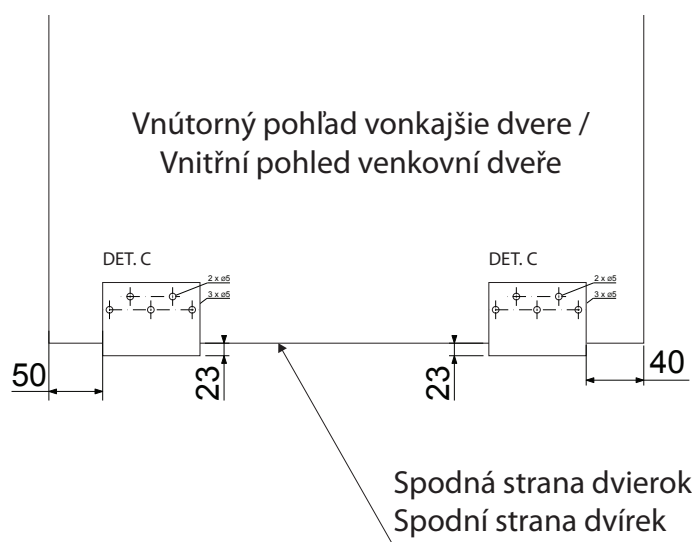 Vnútorný pohľad vonkajšie dvere /
Vnitřní pohled venkovní dveře
DET. C
2 x ø5
3 x ø5
DET. C
2 x ø5
3 x ø5
50
23
23
40
Spodná strana dvierok
Spodní strana dvírek